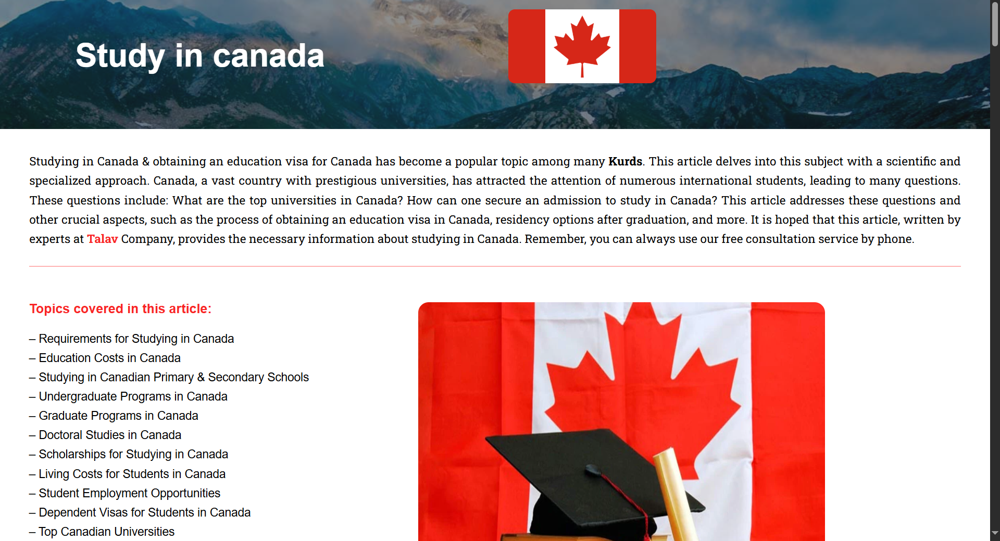 Study in canada
Studying in Canada & obtaining an education visa for Canada has become a popular topic among many Kurds. This article delves into this subject with a scientific and
specialized approach. Canada, a vast country with prestigious universities, has attracted the attention of numerous international students, leading to many questions.
These questions include: What are the top universities in Canada? How can one secure an admission to study in Canada? This article addresses these questions and
other crucial aspects, such as the process of obtaining an education visa in Canada, residency options after graduation, and more. It is hoped that this article, written by
experts at Talav Company, provides the necessary information about studying in Canada. Remember, you can always use our free consultation service by phone.
Topics covered in this article:
– Requirements for Studying in Canada
– Education Costs in Canada
– Studying in Canadian Primary & Secondary Schools
– Undergraduate Programs in Canada
– Graduate Programs in Canada
– Doctoral Studies in Canada
– Scholarships for Studying in Canada
– Living Costs for Students in Canada
– Student Employment Opportunities
– Dependent Visas for Students in Canada
– Top Canadian Universities